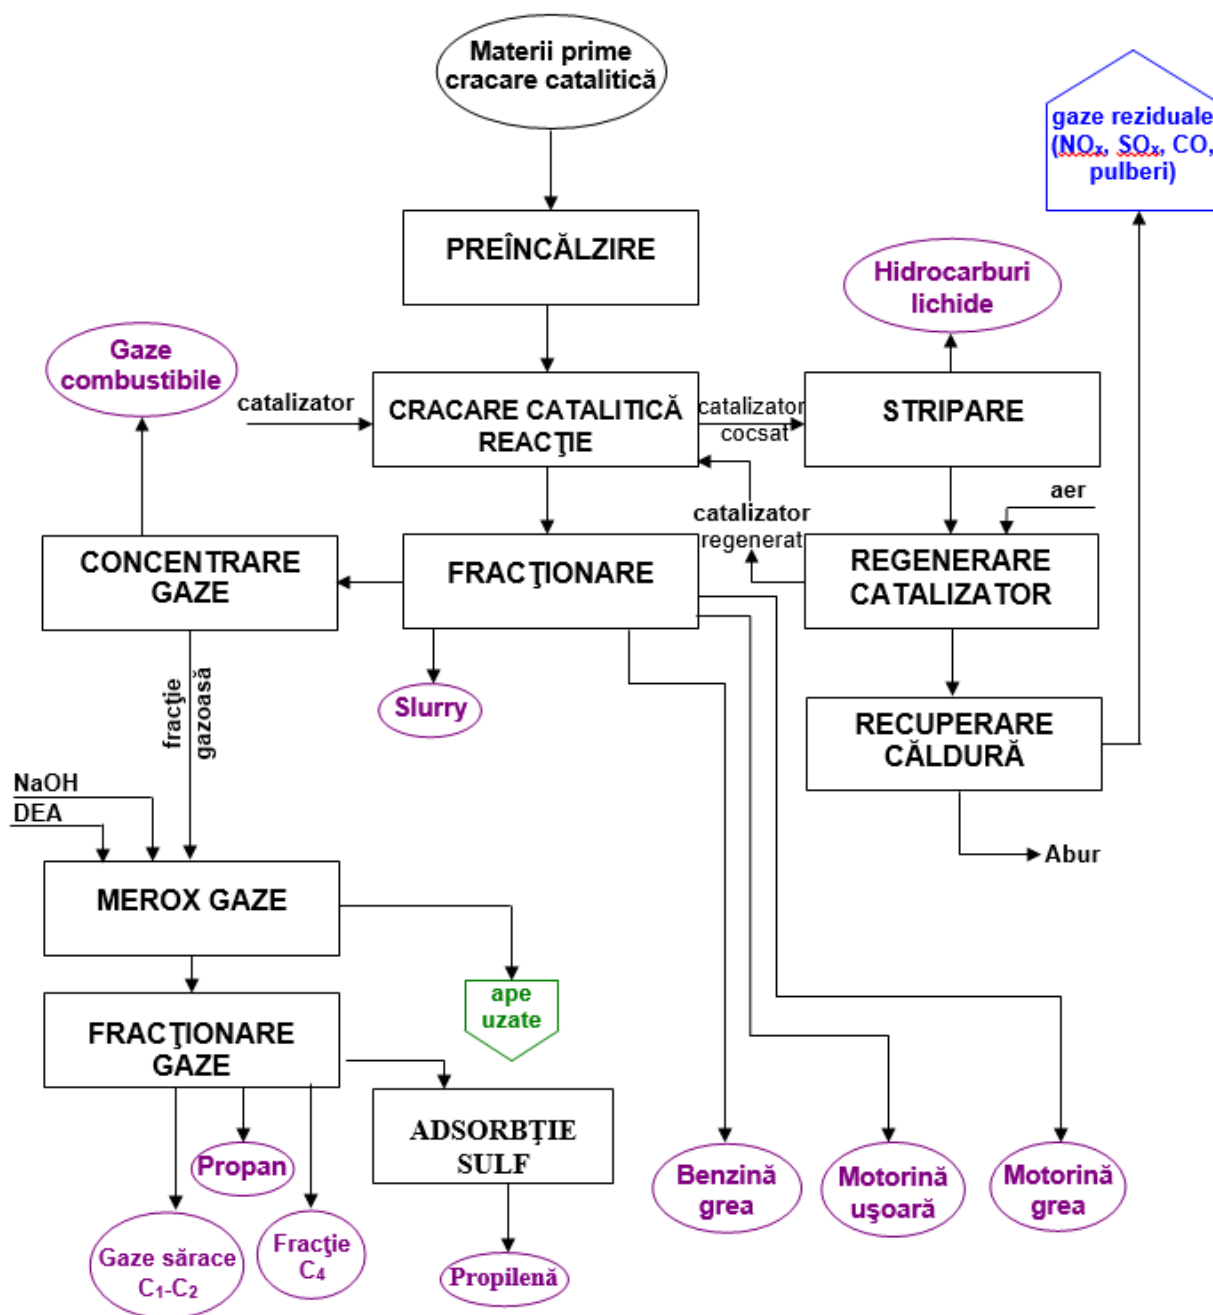 Materii prime
cracare catalitică
gaze reziduale
(NOₓ, SOₓ, CO,
pulberi)
PREÎNCĂLZIRE
Hidrocarburi
lichide
Gaze
combustibile
catalizator
CRACARE CATALITICĂ
REACŢIE
catalizator
cocsat
STRIPARE
aer
catalizator
regenerat
CONCENTRARE
GAZE
FRACŢIONARE
REGENERARE
CATALIZATOR
fracţie
gazoasă
Slurry
RECUPERARE
CĂLDURĂ
NaOH
DEA
Abur
MEROX GAZE
ape
uzate
FRACŢIONARE
GAZE
ADSORBŢIE
SULF
Propan
Benzină
grea
Motorină
uşoară
Motorină
grea
Gaze sărace
C₁-C₂
Fracţie
C₄
Propilenă